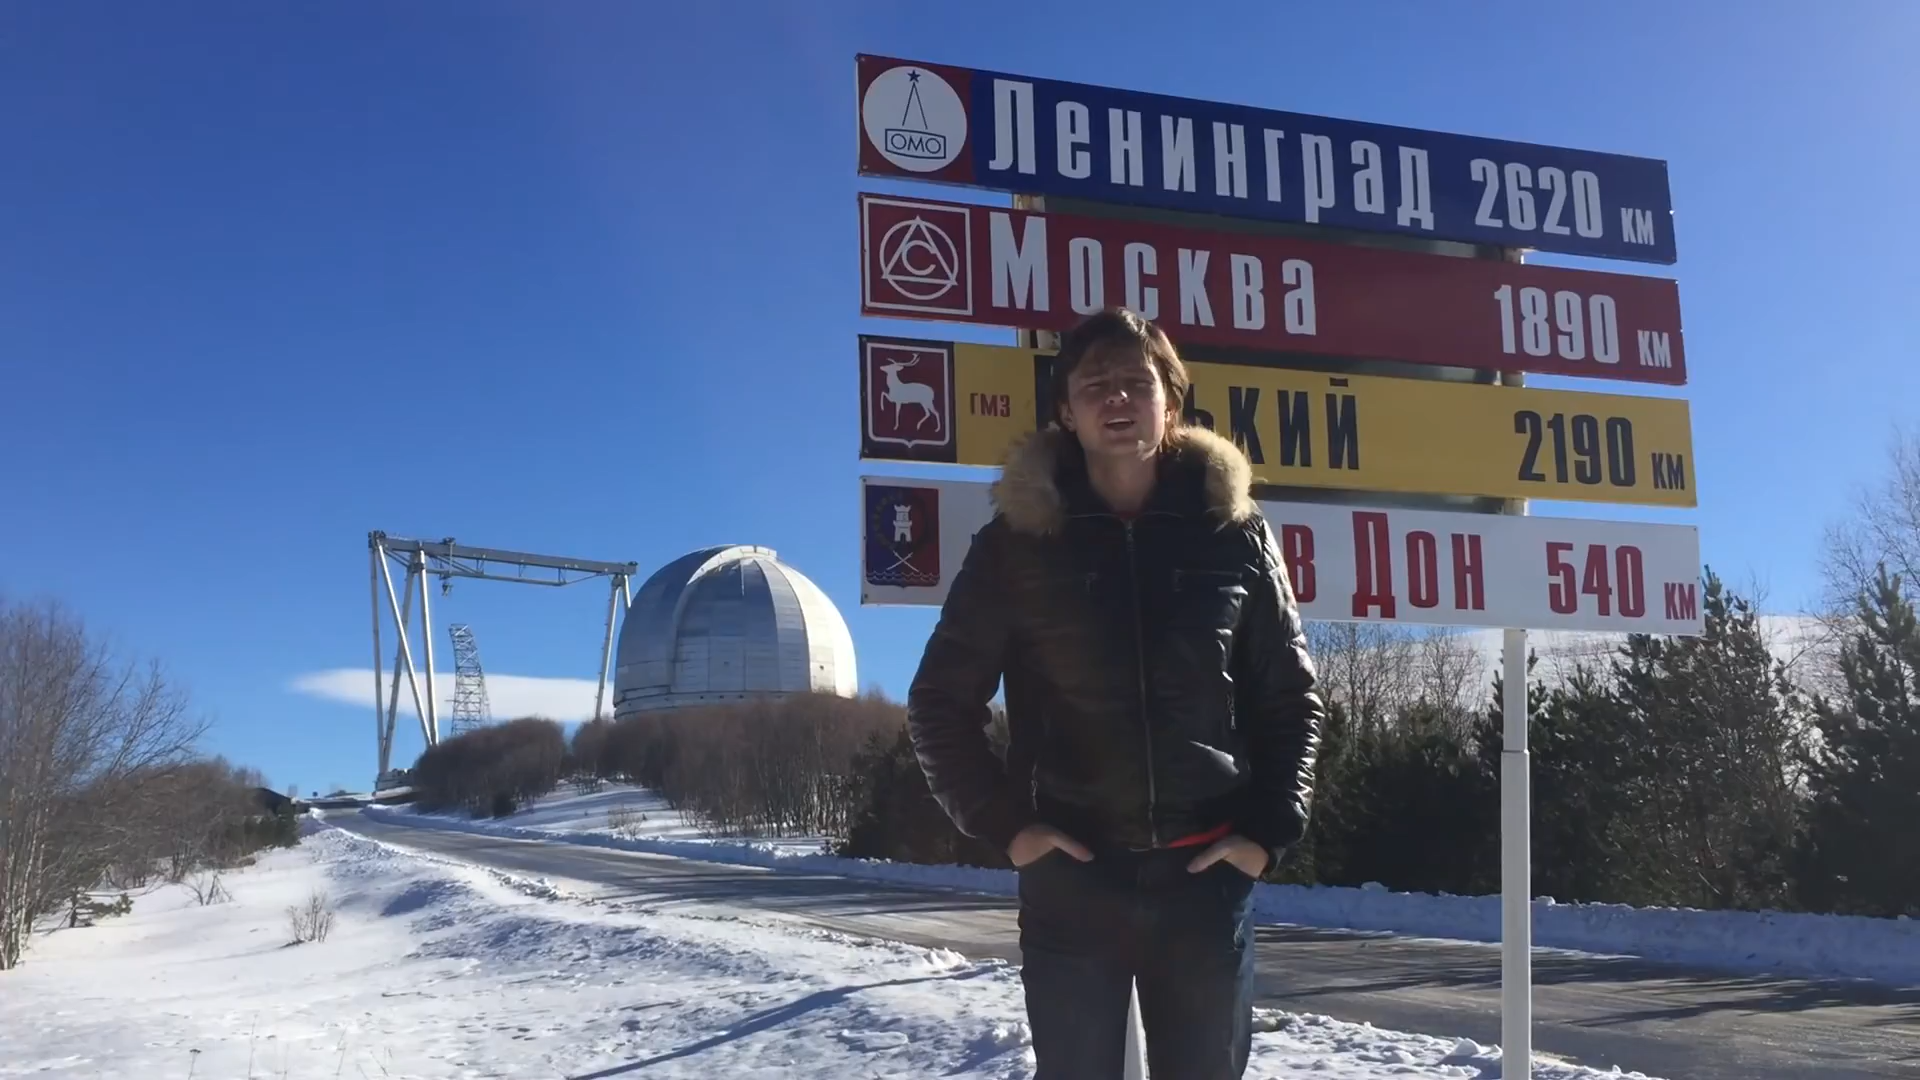 ОМО Ленинград 2620 км
С Москва 1890 км
ГМЗ кий 2190 км
в Дон 540 км